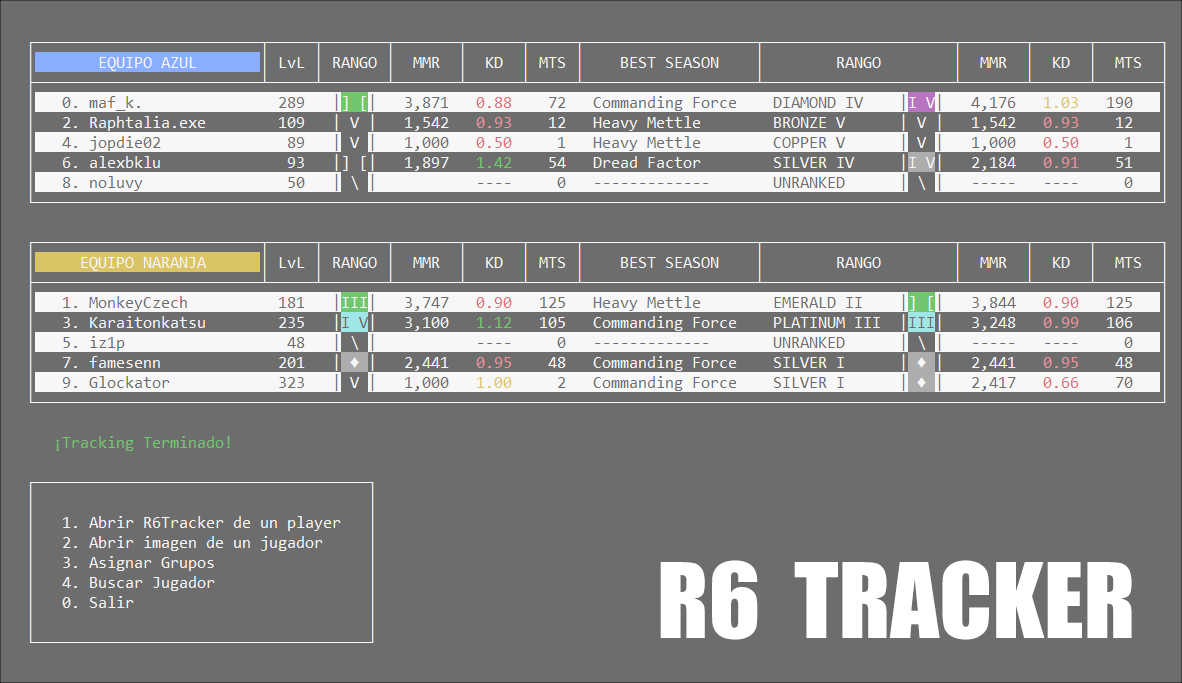 EQUIPO AZUL LvL RANGO MMR KD MTS BEST SEASON RANGO MMR KD MTS
0. maf_k. 289 |] [| 3,871 0.88 72 Commanding Force DIAMOND IV |I V| 4,176 1.03 190
2. Raphtalia.exe 109 | V | 1,542 0.93 12 Heavy Mettle BRONZE V | V | 1,542 0.93 12
4. jopdie02 89 | V | 1,000 0.50 1 Heavy Mettle COPPER V | V | 1,000 0.50 1
6. alexbklu 93 |] [| 1,897 1.42 54 Dread Factor SILVER IV |I V| 2,184 0.91 51
8. noluvy 50 | \ | ---- 0 ------------- UNRANKED | \ | ----- ---- 0
EQUIPO NARANJA LvL RANGO MMR KD MTS BEST SEASON RANGO MMR KD MTS
1. MonkeyCzech 181 |III| 3,747 0.90 125 Heavy Mettle EMERALD II |] [| 3,844 0.90 125
3. Karaitonkatsu 235 |I V| 3,100 1.12 105 Commanding Force PLATINUM III |III| 3,248 0.99 106
5. iz1p 48 | \ | ---- 0 ------------- UNRANKED | \ | ----- ---- 0
7. famesenn 201 | ♦ | 2,441 0.95 48 Commanding Force SILVER I | ♦ | 2,441 0.95 48
9. Glockator 323 | V | 1,000 1.00 2 Commanding Force SILVER I | ♦ | 2,417 0.66 70
¡Tracking Terminado!
1. Abrir R6Tracker de un player
2. Abrir imagen de un jugador
3. Asignar Grupos
4. Buscar Jugador
0. Salir
R6 TRACKER